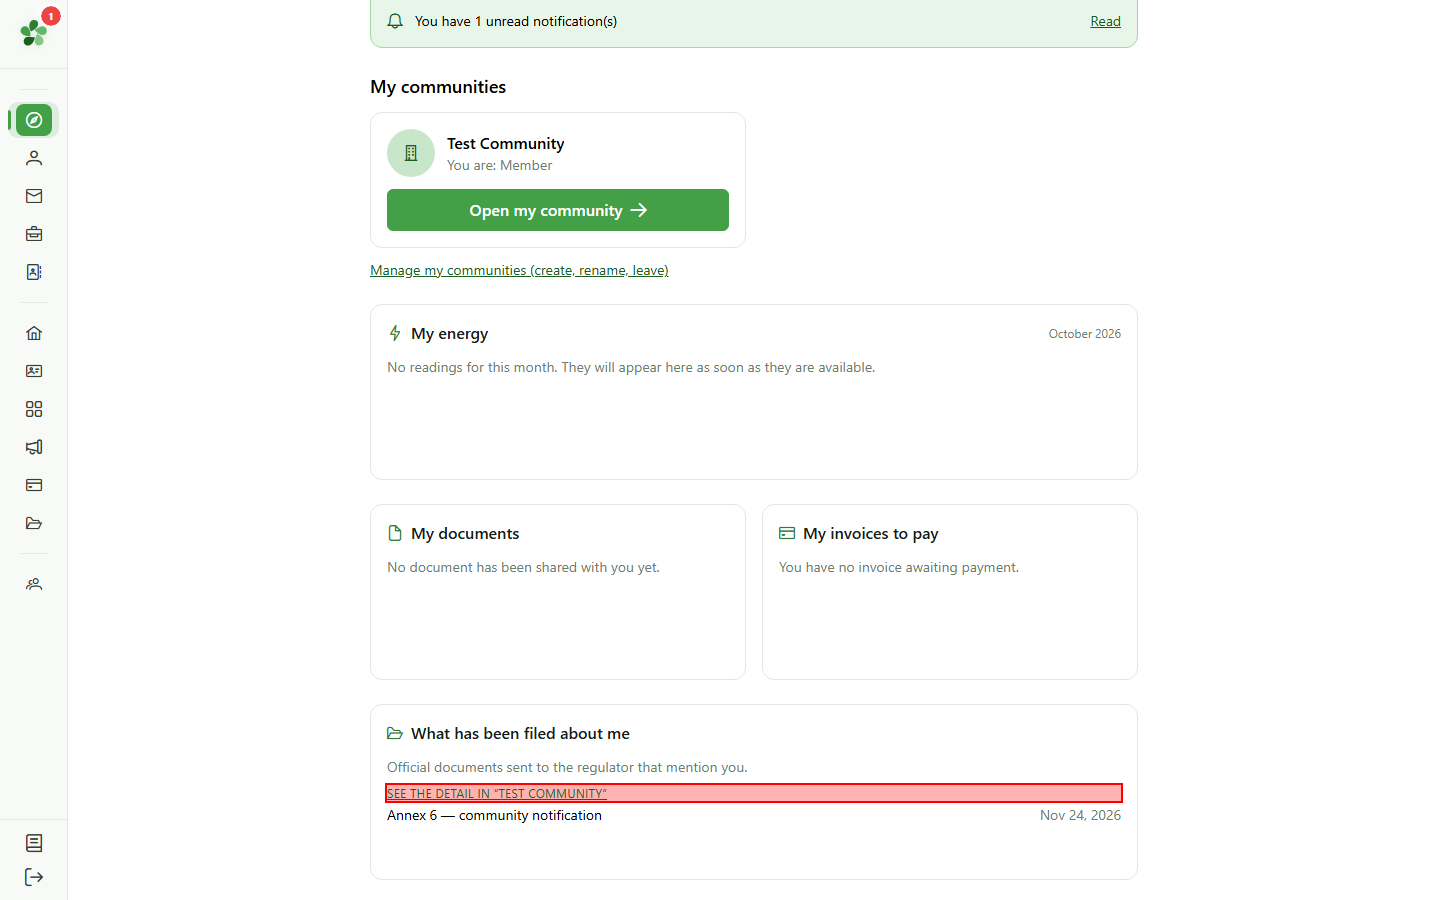 1
You have 1 unread notification(s)
Read
My communities
Test Community
You are: Member
Open my community →
Manage my communities (create, rename, leave)
My energy
October 2026
No readings for this month. They will appear here as soon as they are available.
My documents
No document has been shared with you yet.
My invoices to pay
You have no invoice awaiting payment.
What has been filed about me
Official documents sent to the regulator that mention you.
SEE THE DETAIL IN "TEST COMMUNITY"
Annex 6 — community notification
Nov 24, 2026